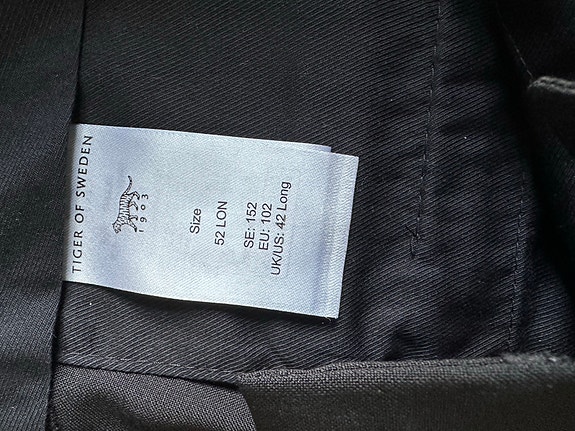 TIGER OF SWEDEN
1903
Size
52 LON
SE: 152
EU: 102
UK/US: 42 Long